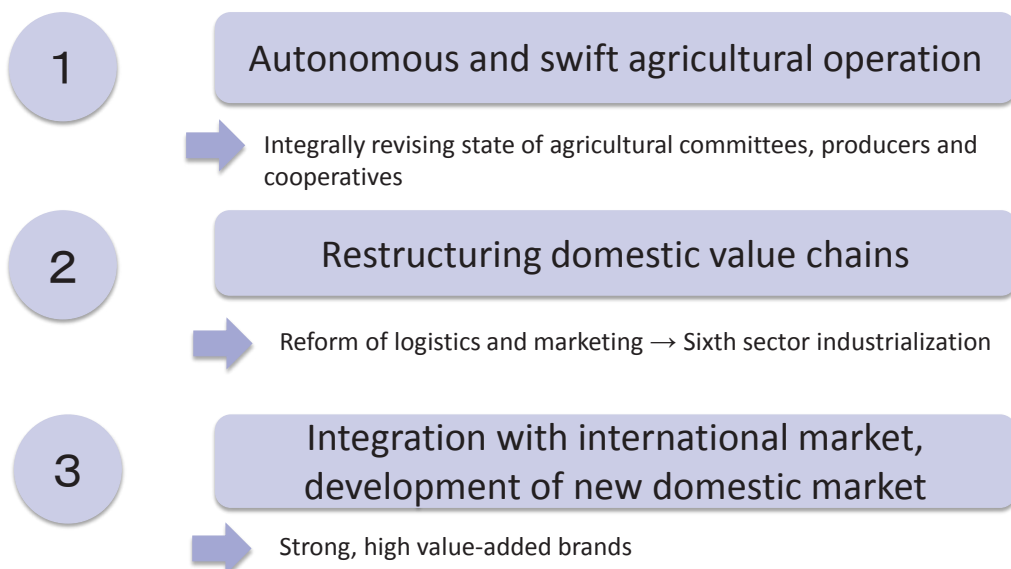 1
Autonomous and swift agricultural operation
Integrally revising state of agricultural committees, producers and
cooperatives
2
Restructuring domestic value chains
Reform of logistics and marketing → Sixth sector industrialization
3
Integration with international market,
development of new domestic market
Strong, high value-added brands